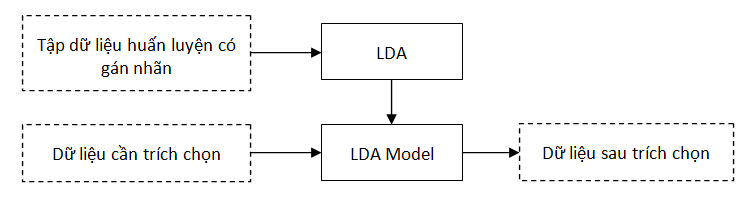 Tập dữ liệu huấn luyện có
gán nhãn
LDA
Dữ liệu cần trích chọn
LDA Model
Dữ liệu sau trích chọn